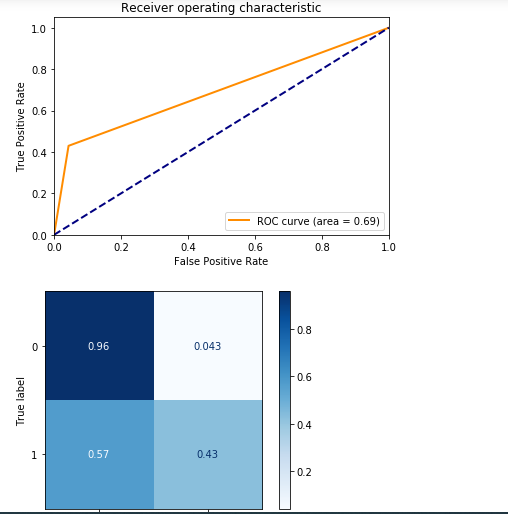 Receiver operating characteristic
1.0
0.8
0.6
0.4
0.2
0.0
True Positive Rate
0.0 0.2 0.4 0.6 0.8 1.0
False Positive Rate
ROC curve (area = 0.69)
True label
0 0.96 0.043
1 0.57 0.43
0.8
0.6
0.4
0.2